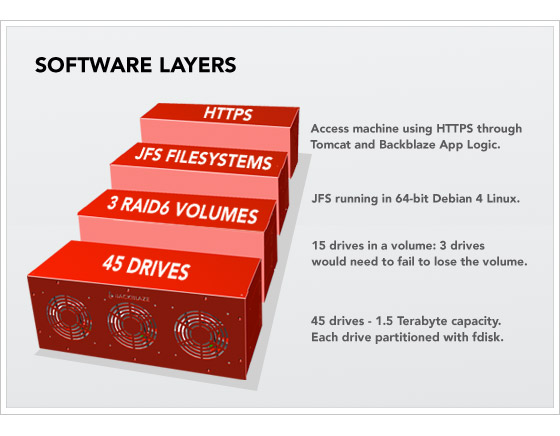 SOFTWARE LAYERS
HTTPS
Access machine using HTTPS through
Tomcat and Backblaze App Logic.
JFS FILESYSTEMS
JFS running in 64-bit Debian 4 Linux.
3 RAID6 VOLUMES
15 drives in a volume: 3 drives
would need to fail to lose the volume.
45 DRIVES
BACKBLAZE
45 drives - 1.5 Terabyte capacity.
Each drive partitioned with fdisk.